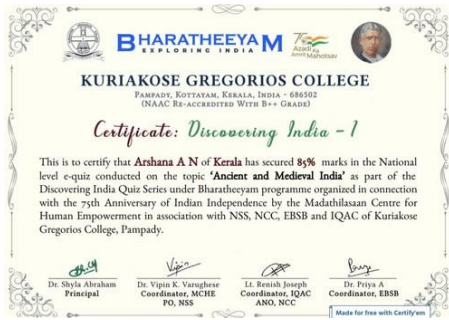 BHARATHEEYAM
EXPLORING INDIA
75
Azadi Ka
Amrit Mahotsav
KURIAKOSE GREGORIOS COLLEGE
PAMPADY, KOTTAYAM, KERALA, INDIA - 686502
(NAAC RE-ACCREDITED WITH B++ GRADE)
Certificate: Discovering India - 1
This is to certify that Arshana A N of Kerala has secured 85% marks in the National
level e-quiz conducted on the topic 'Ancient and Medieval India' as part of the
Discovering India Quiz Series under Bharatheeyam programme organized in connection
with the 75th Anniversary of Indian Independence by the Madathilasaan Centre for
Human Empowerment in association with NSS, NCC, EBSB and IQAC of Kuriakose
Gregorios College, Pampady.
Dr. Shyla Abraham
Principal
Dr. Vipin K. Varughese
Coordinator, MCHE
PO, NSS
Lt. Renish Joseph
Coordinator, IQAC
ANO, NCC
Dr. Priya A
Coordinator, EBSB
Made for free with Certify'em